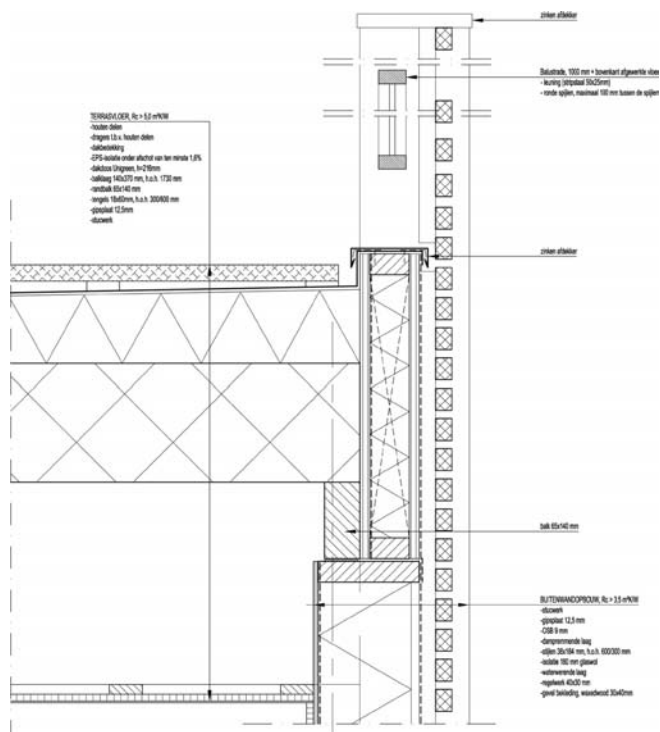 zinken afdekker
Balustrade, 1000 mm + bovenkant afgewerkte vloer
- leuning (stripstaal 50x25mm)
- ronde spijlen, maximaal 100 mm tussen de spijlen
TERRASVLOER, Rc > 5,0 m²K/W
-houten delen
-dragers t.b.v. houten delen
-dakbedekking
-EPS-isolatie onder afschot van ten minste 1,6%
-dakdoos Unigreen, h=216mm
-balklaag 140x370 mm, h.o.h. 1730 mm
-randbalk 65x140 mm
-rengels 18x60mm, h.o.h. 300/600 mm
-gipsplaat 12,5mm
-stucwerk
zinken afdekker
balk 65x140 mm
BUITENWANDOPBOUW, Rc > 3,5 m²K/W
-stucwerk
-gipsplaat 12,5 mm
-OSB 9 mm
-dampremmende laag
-stijlen 38x184 mm, h.o.h. 600/300 mm
-isolatie 180 mm glaswol
-waterwerende laag
-regelwerk 40x30 mm
-gevel bekleding, waxedwood 30x40mm